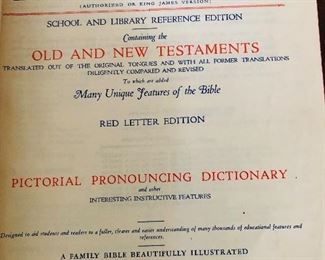 (AUTHORIZED OR KING JAMES VERSION)
SCHOOL AND LIBRARY REFERENCE EDITION
Containing the
OLD AND NEW TESTAMENTS
TRANSLATED OUT OF THE ORIGINAL TONGUES AND WITH ALL FORMER TRANSLATIONS
DILIGENTLY COMPARED AND REVISED
To which are added
Many Unique Features of the Bible
RED LETTER EDITION
PICTORIAL PRONOUNCING DICTIONARY
and other
INTERESTING INSTRUCTIVE FEATURES
Designed to aid students and readers to a fuller, clearer and easier understanding of many thousands of educational features and
references.
A FAMILY BIBLE BEAUTIFULLY ILLUSTRATED